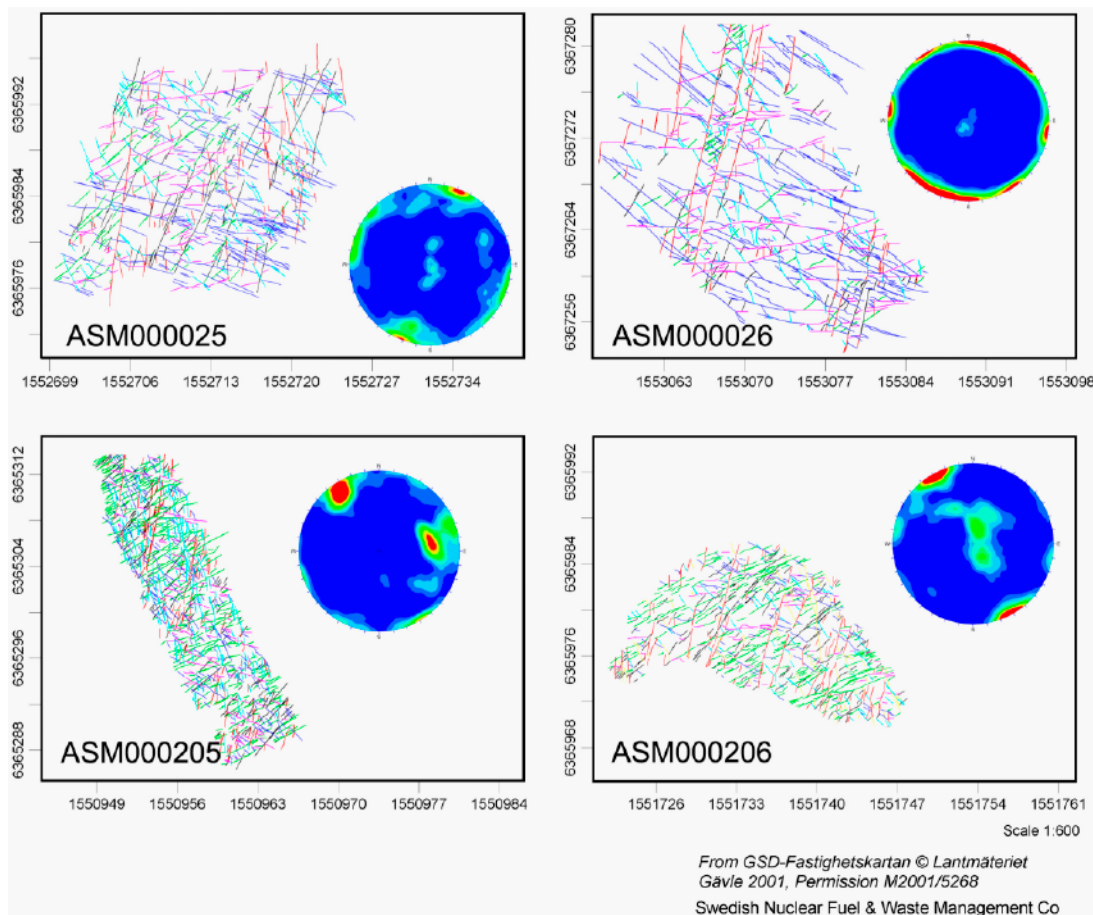 6365992
6365984
6365976
ASM000025
1552699 1552706 1552713 1552720 1552727 1552734
6367280
6367272
6367264
6367256
ASM000026
1553063 1553070 1553077 1553084 1553091 1553098
6365312
6365304
6365296
6365288
ASM000205
1550949 1550956 1550963 1550970 1550977 1550984
6365992
6365984
6365976
6365968
ASM000206
1551726 1551733 1551740 1551747 1551754 1551761
Scale 1:600
From GSD-Fastighetskartan © Lantmäteriet
Gävle 2001, Permission M2001/5268
Swedish Nuclear Fuel & Waste Management Co